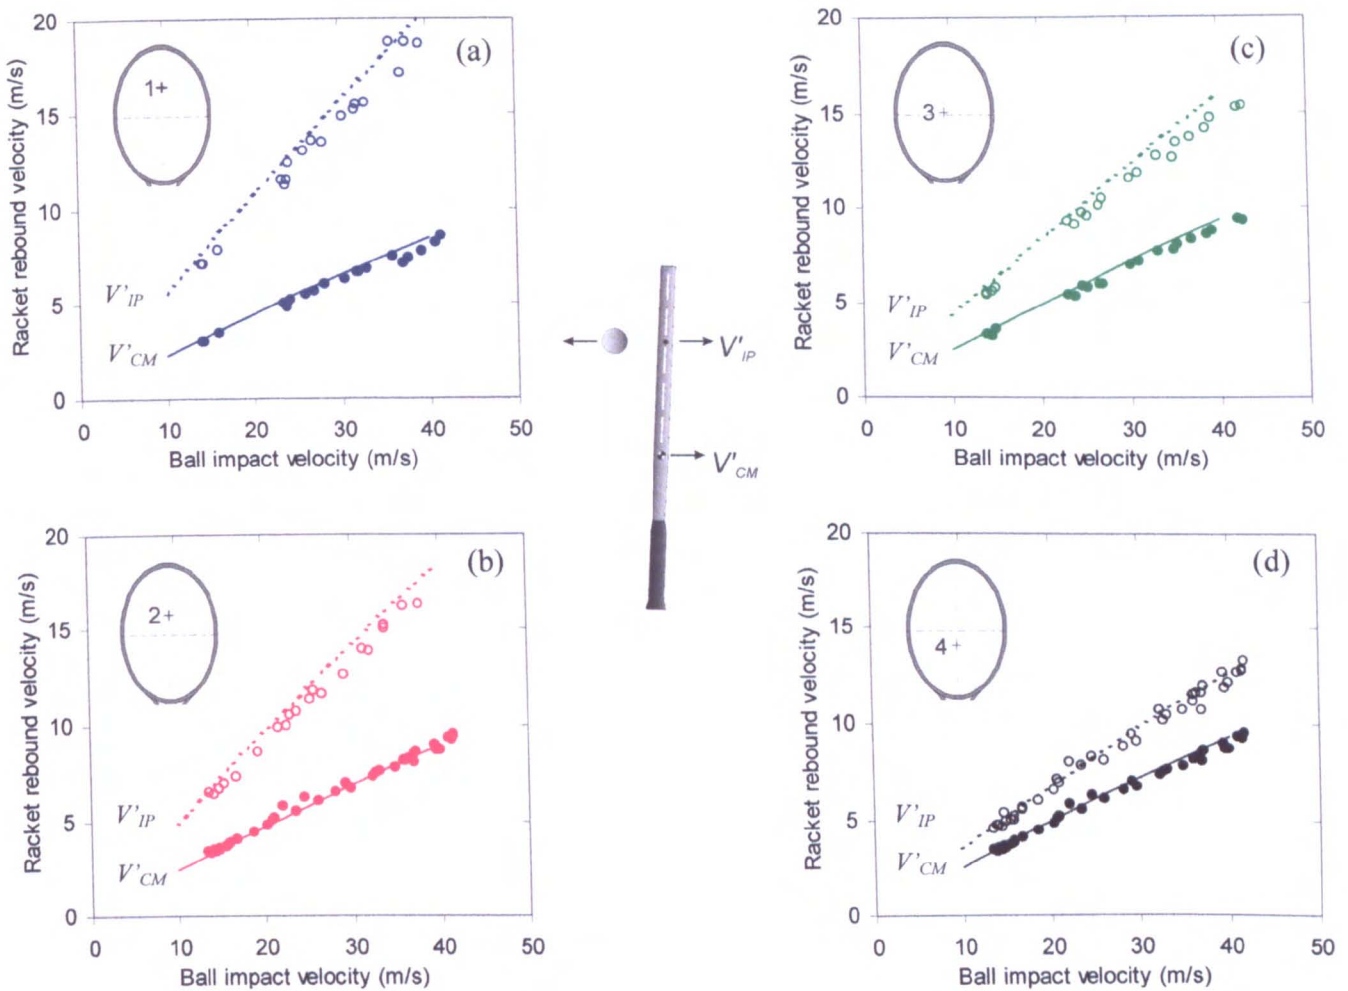 20
15
10
5
0
Racket rebound velocity (m/s)
(a)
1+
V'IP
V'CM
0 10 20 30 40 50
Ball impact velocity (m/s)
20
15
10
5
0
Racket rebound velocity (m/s)
(c)
3+
V'IP
V'CM
0 10 20 30 40 50
Ball impact velocity (m/s)
V'IP
V'CM
20
15
10
5
0
Racket rebound velocity (m/s)
(b)
2+
V'IP
V'CM
0 10 20 30 40 50
Ball impact velocity (m/s)
20
15
10
5
0
Racket rebound velocity (m/s)
(d)
4+
V'IP
V'CM
0 10 20 30 40 50
Ball impact velocity (m/s)